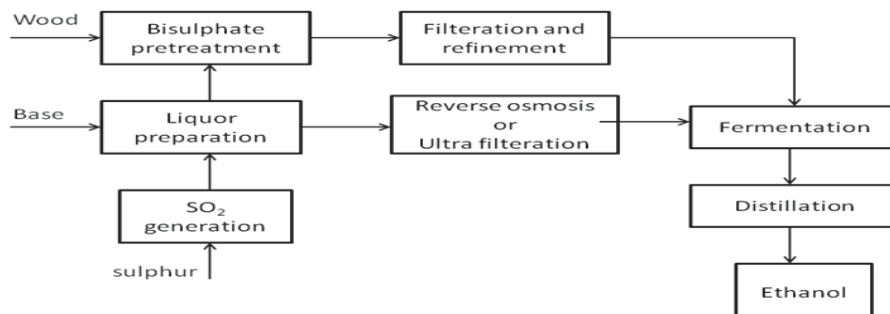 Wood
Bisulphate
pretreatment
Filteration and
refinement
Base
Liquor
preparation
Reverse osmosis
or
Ultra filteration
Fermentation
SO₂
generation
Distillation
sulphur
Ethanol